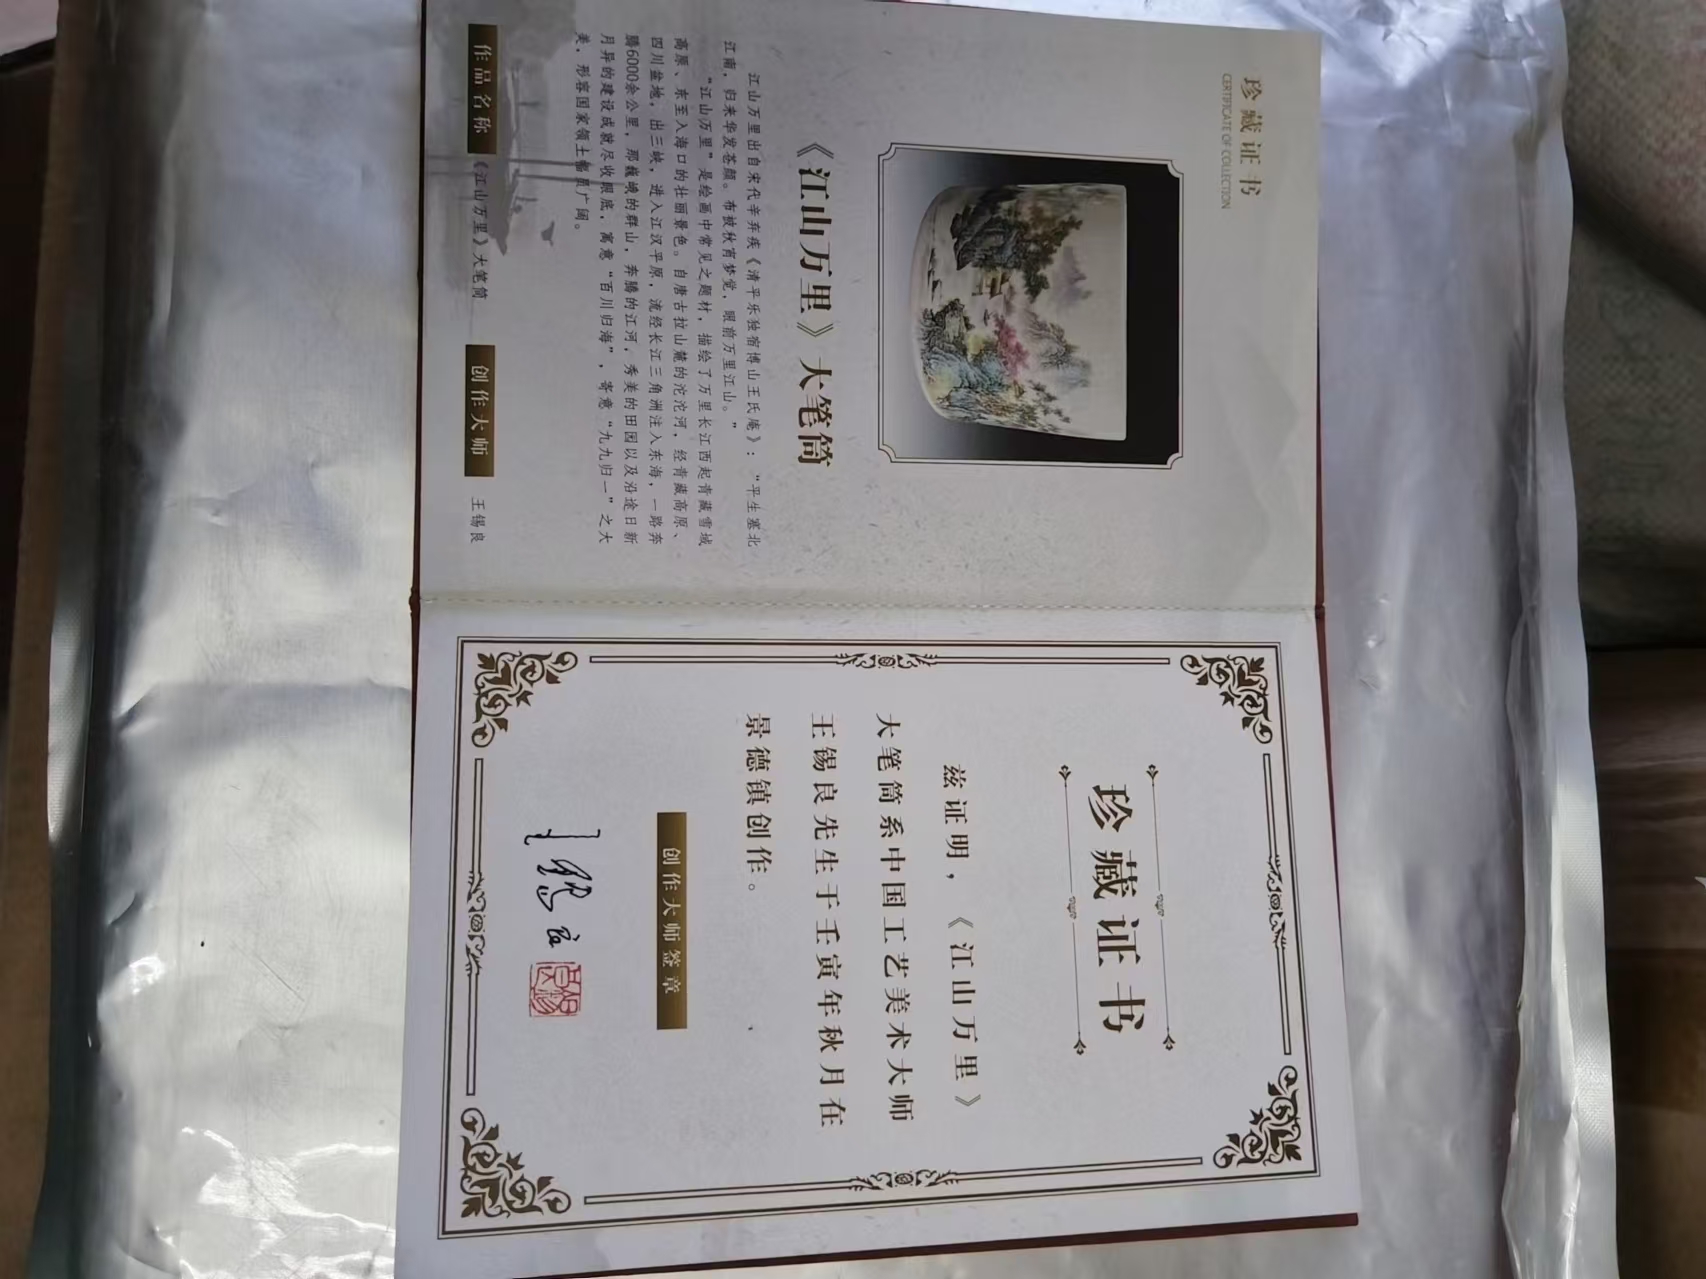 珍藏证书
CERTIFICATE OF COLLECTION
《江山万里》大笔筒
江山万里出自宋代辛弃疾《清平乐独宿博山王氏庵》:“平生塞北
江南,归来华发苍颜。布被秋宵梦觉,眼前万里江山。”
“江山万里”是绘画中常见之题材,描绘了万里长江西起青藏雪域
高原、东至入海口的壮丽景色。自唐古拉山麓的沱沱河,经青藏高原、
四川盆地,出三峡,进入江汉平原,流经长江三角洲注入东海,一路奔
腾6000余公里,那巍峨的群山,奔腾的江河,秀美的田园以及沿途日新
月异的建设成就尽收眼底,寓意“百川归海”,寄意“九九归一”之大
美,形容国家领土幅员广阔。
作品名称 《江山万里》大笔筒 创作大师 王锡良
珍藏证书
兹证明,《江山万里》
大笔筒系中国工艺美术大师
王锡良先生于壬寅年秋月在
景德镇创作。
创作大师签章
王锡良